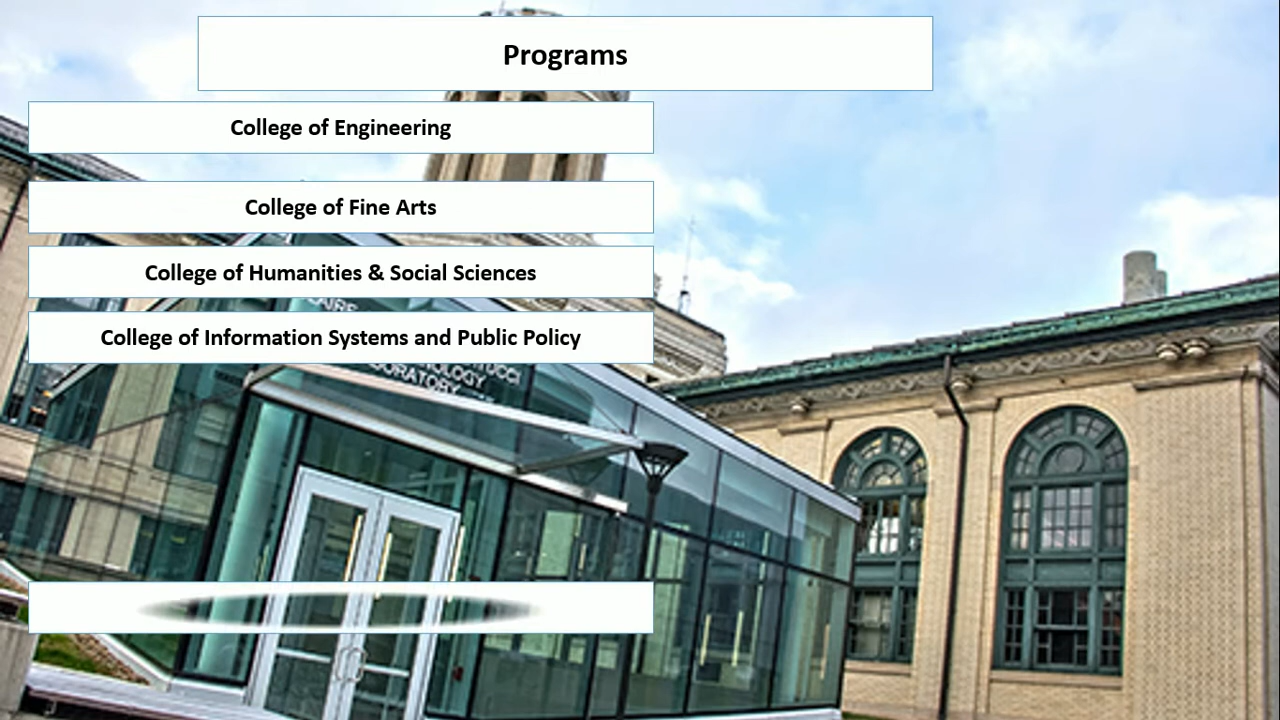 Programs
College of Engineering
College of Fine Arts
College of Humanities & Social Sciences
College of Information Systems and Public Policy